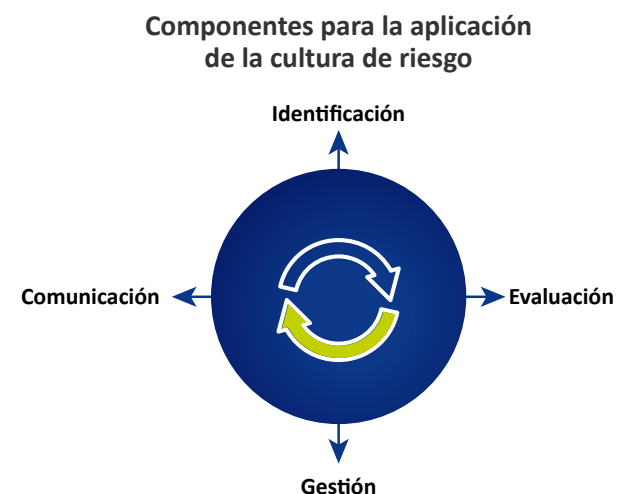 Componentes para la aplicación
de la cultura de riesgo
Identificación
Comunicación
Evaluación
Gestión